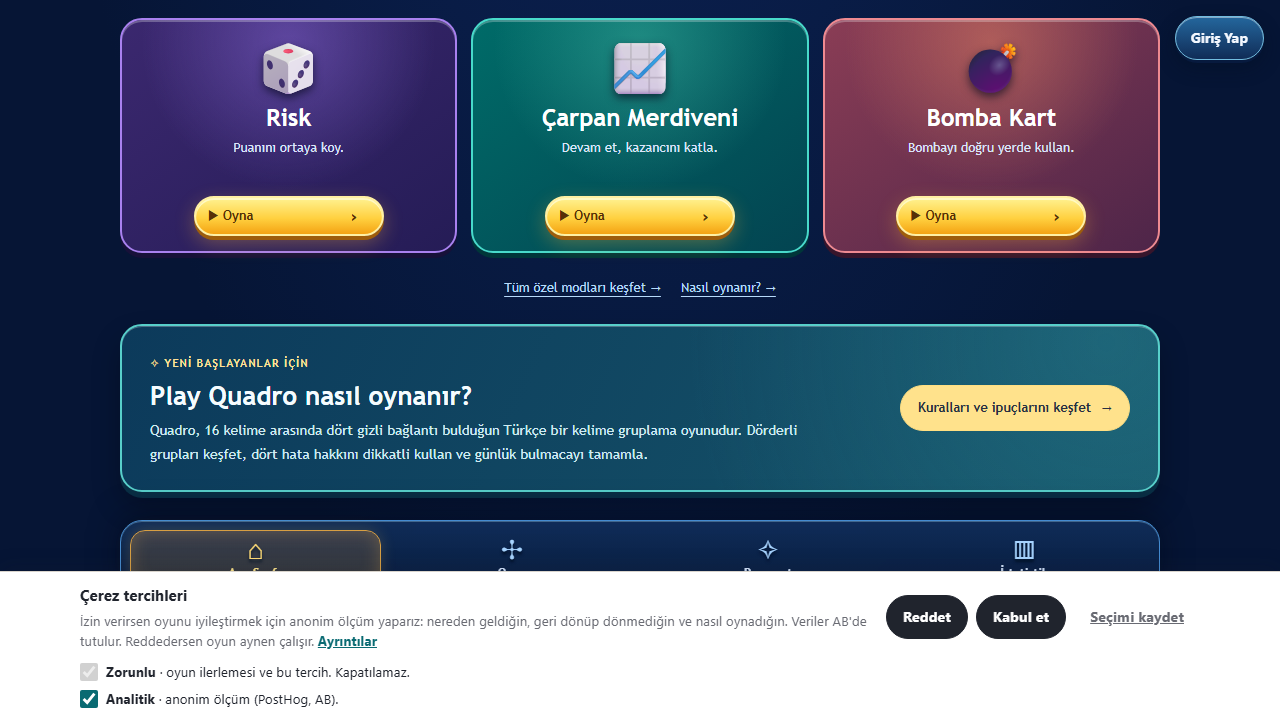 Giriş Yap
Risk
Puanını ortaya koy.
▶ Oyna ›
Çarpan Merdiveni
Devam et, kazancını katla.
▶ Oyna ›
Bomba Kart
Bombayı doğru yerde kullan.
▶ Oyna ›
Tüm özel modları keşfet → Nasıl oynanır? →
✧ YENİ BAŞLAYANLAR İÇİN
Play Quadro nasıl oynanır?
Quadro, 16 kelime arasında dört gizli bağlantı bulduğun Türkçe bir kelime gruplama oyunudur. Dörderli
grupları keşfet, dört hata hakkını dikkatli kullan ve günlük bulmacayı tamamla.
Kuralları ve ipuçlarını keşfet →
Çerez tercihleri
İzin verirsen oyunu iyileştirmek için anonim ölçüm yaparız: nereden geldiğin, geri dönüp dönmediğin ve nasıl oynadığın. Veriler AB'de
tutulur. Reddedersen oyun aynen çalışır. Ayrıntılar
Zorunlu · oyun ilerlemesi ve bu tercih. Kapatılamaz.
Analitik · anonim ölçüm (PostHog, AB).
Reddet
Kabul et
Seçimi kaydet